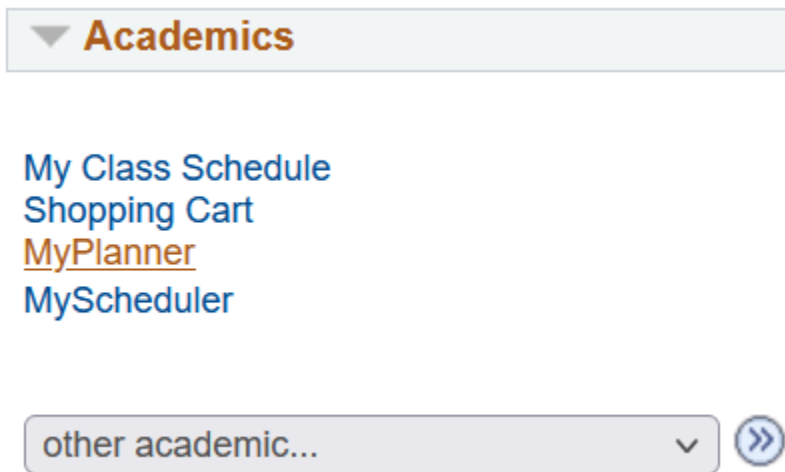 Academics
My Class Schedule
Shopping Cart
MyPlanner
MyScheduler
other academic...